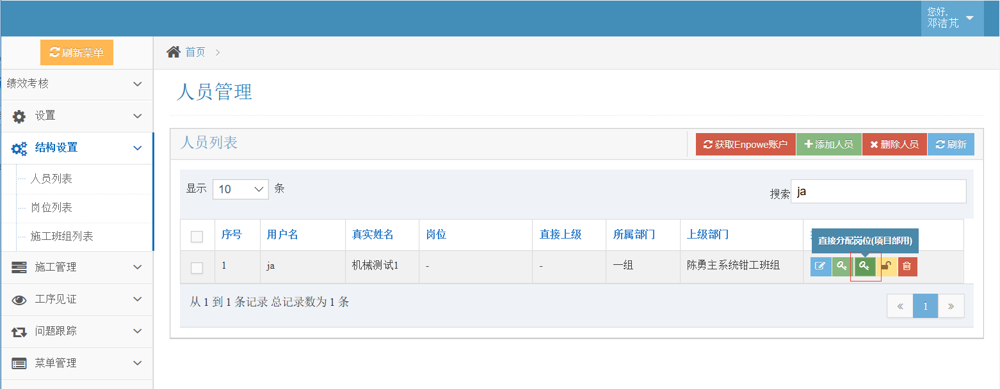 您好,
邓洁芃
刷新菜单
首页
绩效考核
人员管理
设置
人员列表
获取Enpowe账户
添加人员
删除人员
刷新
结构设置
人员列表
显示 10 条
搜索 ja
岗位列表
直接分配岗位(项目部用)
序号 用户名 真实姓名 岗位 直接上级 所属部门 上级部门
施工班组列表
1 ja 机械测试1 - - 一组 陈勇主系统钳工班组
施工管理
工序见证
从 1 到 1 条记录 总记录数为 1 条
« 1 »
问题跟踪
菜单管理